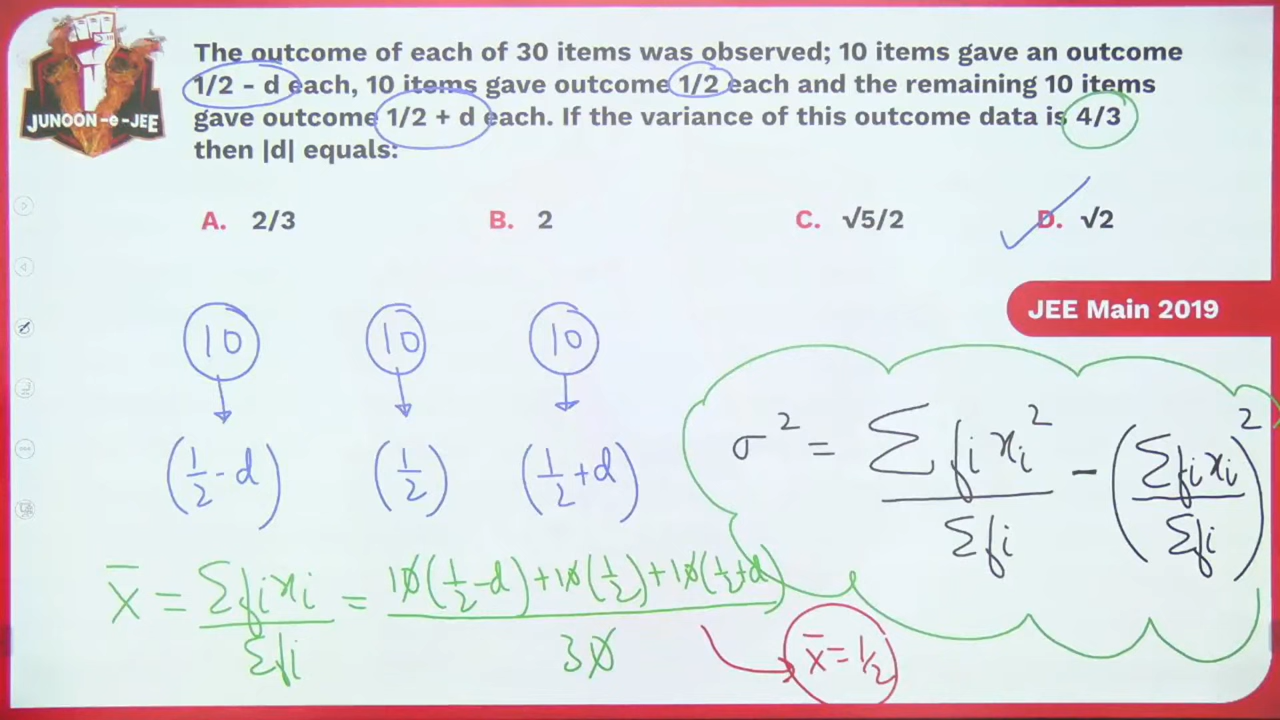 The outcome of each of 30 items was observed; 10 items gave an outcome
1/2 – d each, 10 items gave outcome 1/2 each and the remaining 10 items
gave outcome 1/2 + d each. If the variance of this outcome data is 4/3
then |d| equals:
JUNOON-e-JEE
A. 2/3 B. 2 C. √5/2 D. √2
JEE Main 2019
10 10 10
(1/2 - d) (1/2) (1/2 + d)
σ² = Σfixi²/Σfi - (Σfixi/Σfi)²
x̄ = Σfixi/Σfi = 10(1/2-d)+10(1/2)+10(1/2+d)/30
x̄ = 1/2